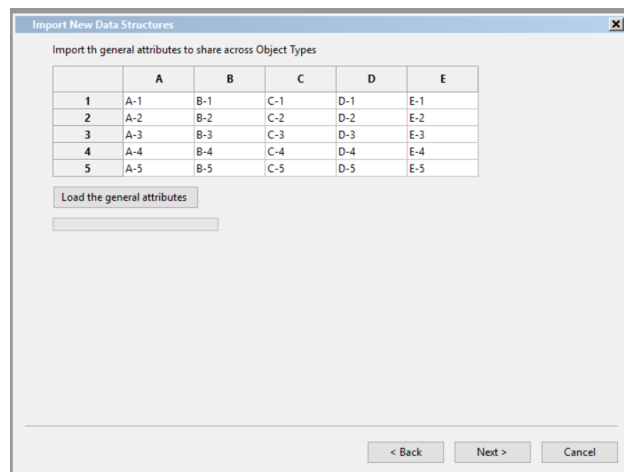 Import New Data Structures
Import th general attributes to share across Object Types
A B C D E
1 A-1 B-1 C-1 D-1 E-1
2 A-2 B-2 C-2 D-2 E-2
3 A-3 B-3 C-3 D-3 E-3
4 A-4 B-4 C-4 D-4 E-4
5 A-5 B-5 C-5 D-5 E-5
Load the general attributes
< Back Next > Cancel